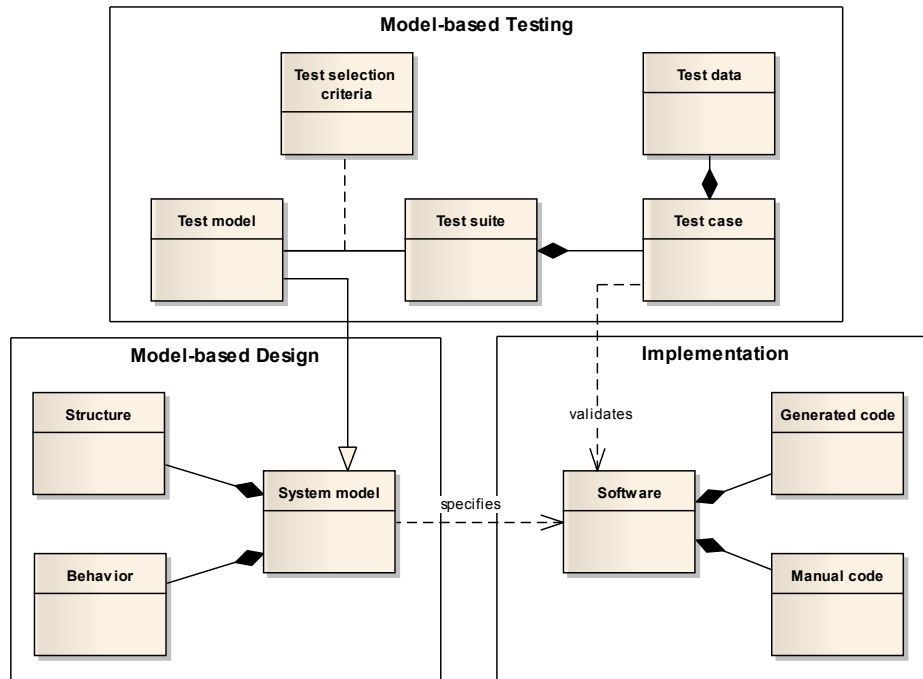 Model-based Testing
Test selection
criteria
Test data
Test model
Test suite
Test case
Model-based Design
Implementation
Structure
validates
Generated code
System model
specifies
Software
Behavior
Manual code